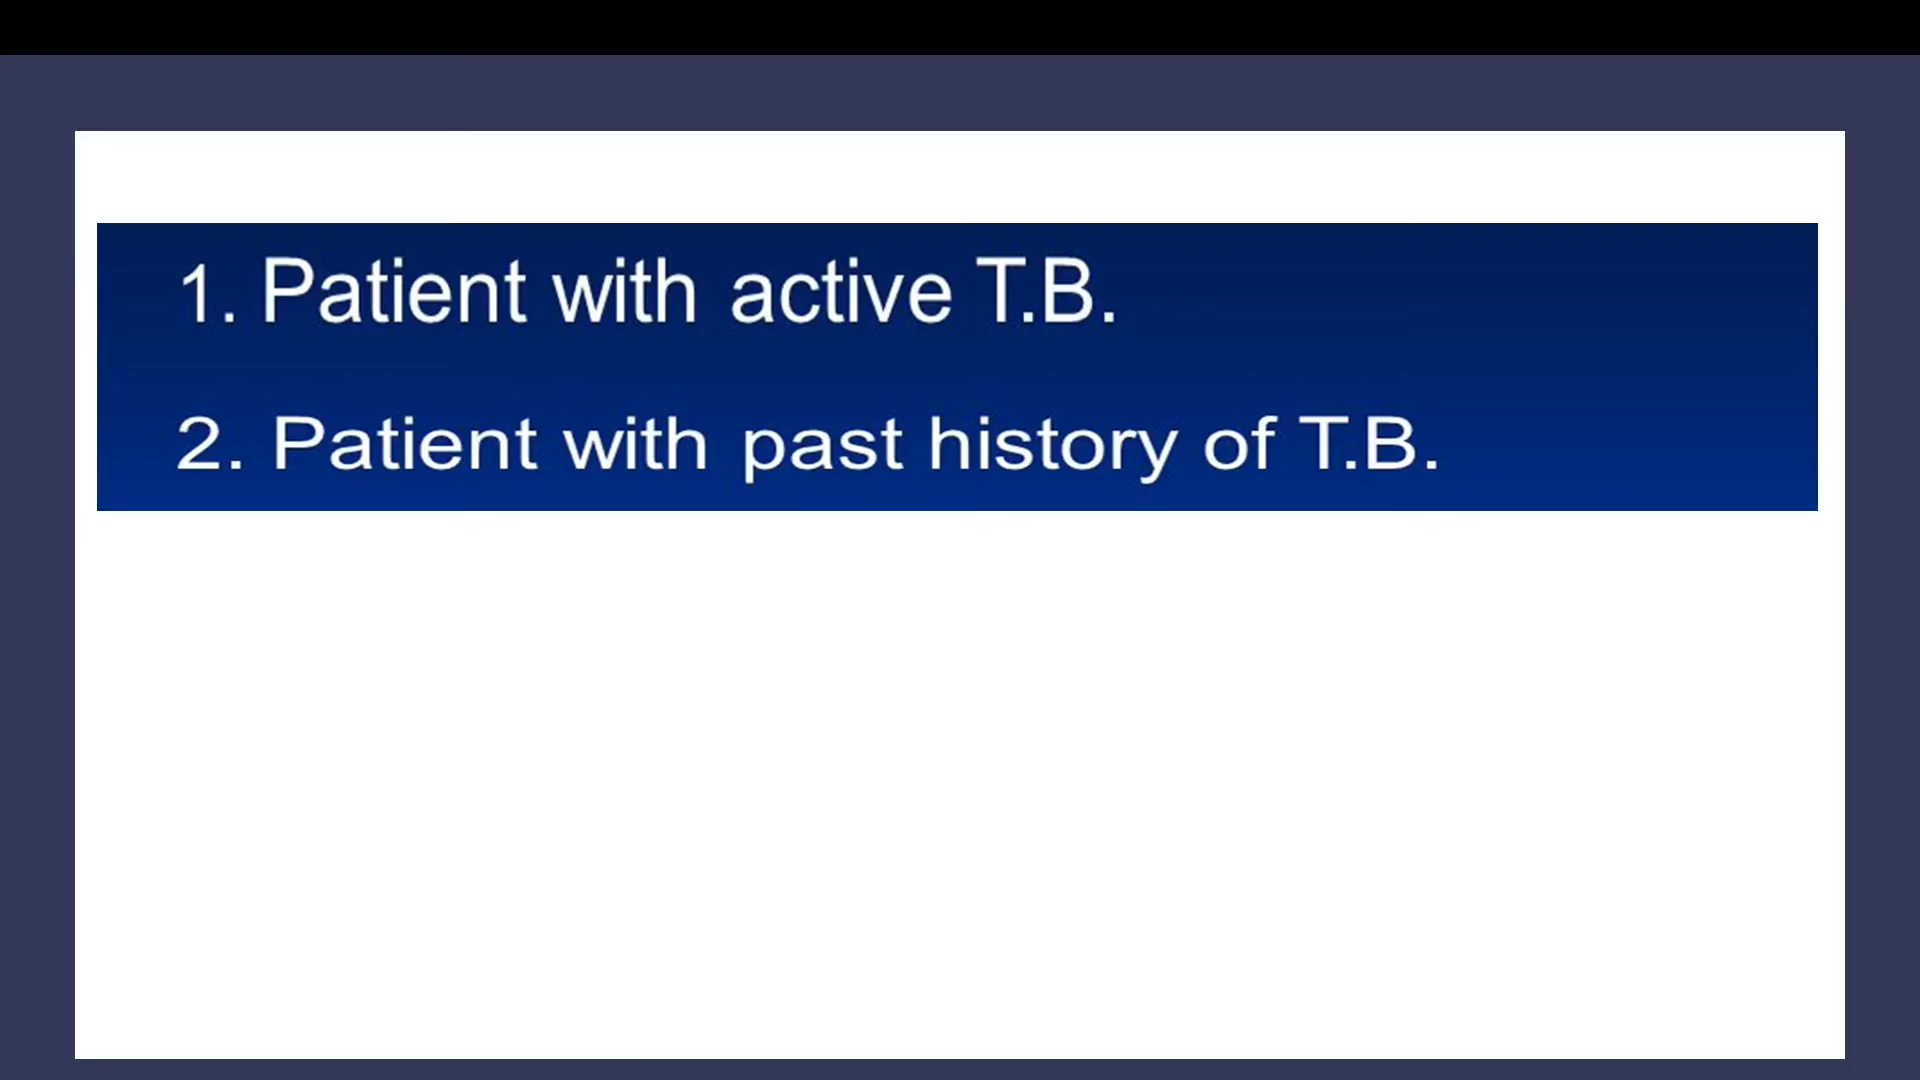 1. Patient with active T.B.
2. Patient with past history of T.B.